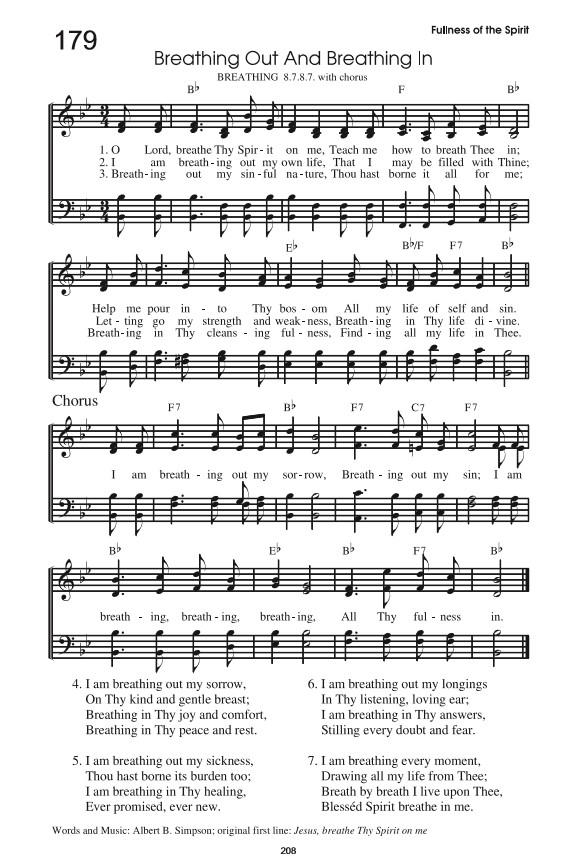 Fullness of the Spirit
179
Breathing Out And Breathing In
BREATHING 8.7.8.7. with chorus
B♭ F B♭
1. O Lord, breathe Thy Spir-it on me, Teach me how to breath Thee in;
2. I am breath-ing out my own life, That I may be filled with Thine;
3. Breath-ing out my sin-ful na-ture, Thou hast borne it all for me;
E♭ B♭/F F7 B♭
Help me pour in-to Thy bos-om All my life of self and sin.
Let-ting go my strength and weak-ness, Breath-ing in Thy life di-vine.
Breath-ing in Thy cleans-ing ful-ness, Find-ing all my life in Thee.
Chorus
F7 B♭ F7 C7 F7
I am breath-ing out my sor-row, Breath-ing out my sin; I am
B♭ E♭ B♭ F7 B♭
breath-ing, breath-ing, breath-ing, All Thy ful-ness in.
4. I am breathing out my sorrow,
On Thy kind and gentle breast;
Breathing in Thy joy and comfort,
Breathing in Thy peace and rest.
5. I am breathing out my sickness,
Thou hast borne its burden too;
I am breathing in Thy healing,
Ever promised, ever new.
6. I am breathing out my longings
In Thy listening, loving ear;
I am breathing in Thy answers,
Stilling every doubt and fear.
7. I am breathing every moment,
Drawing all my life from Thee;
Breath by breath I live upon Thee,
Blesséd Spirit breathe in me.
Words and Music: Albert B. Simpson; original first line: Jesus, breathe Thy Spirit on me
208